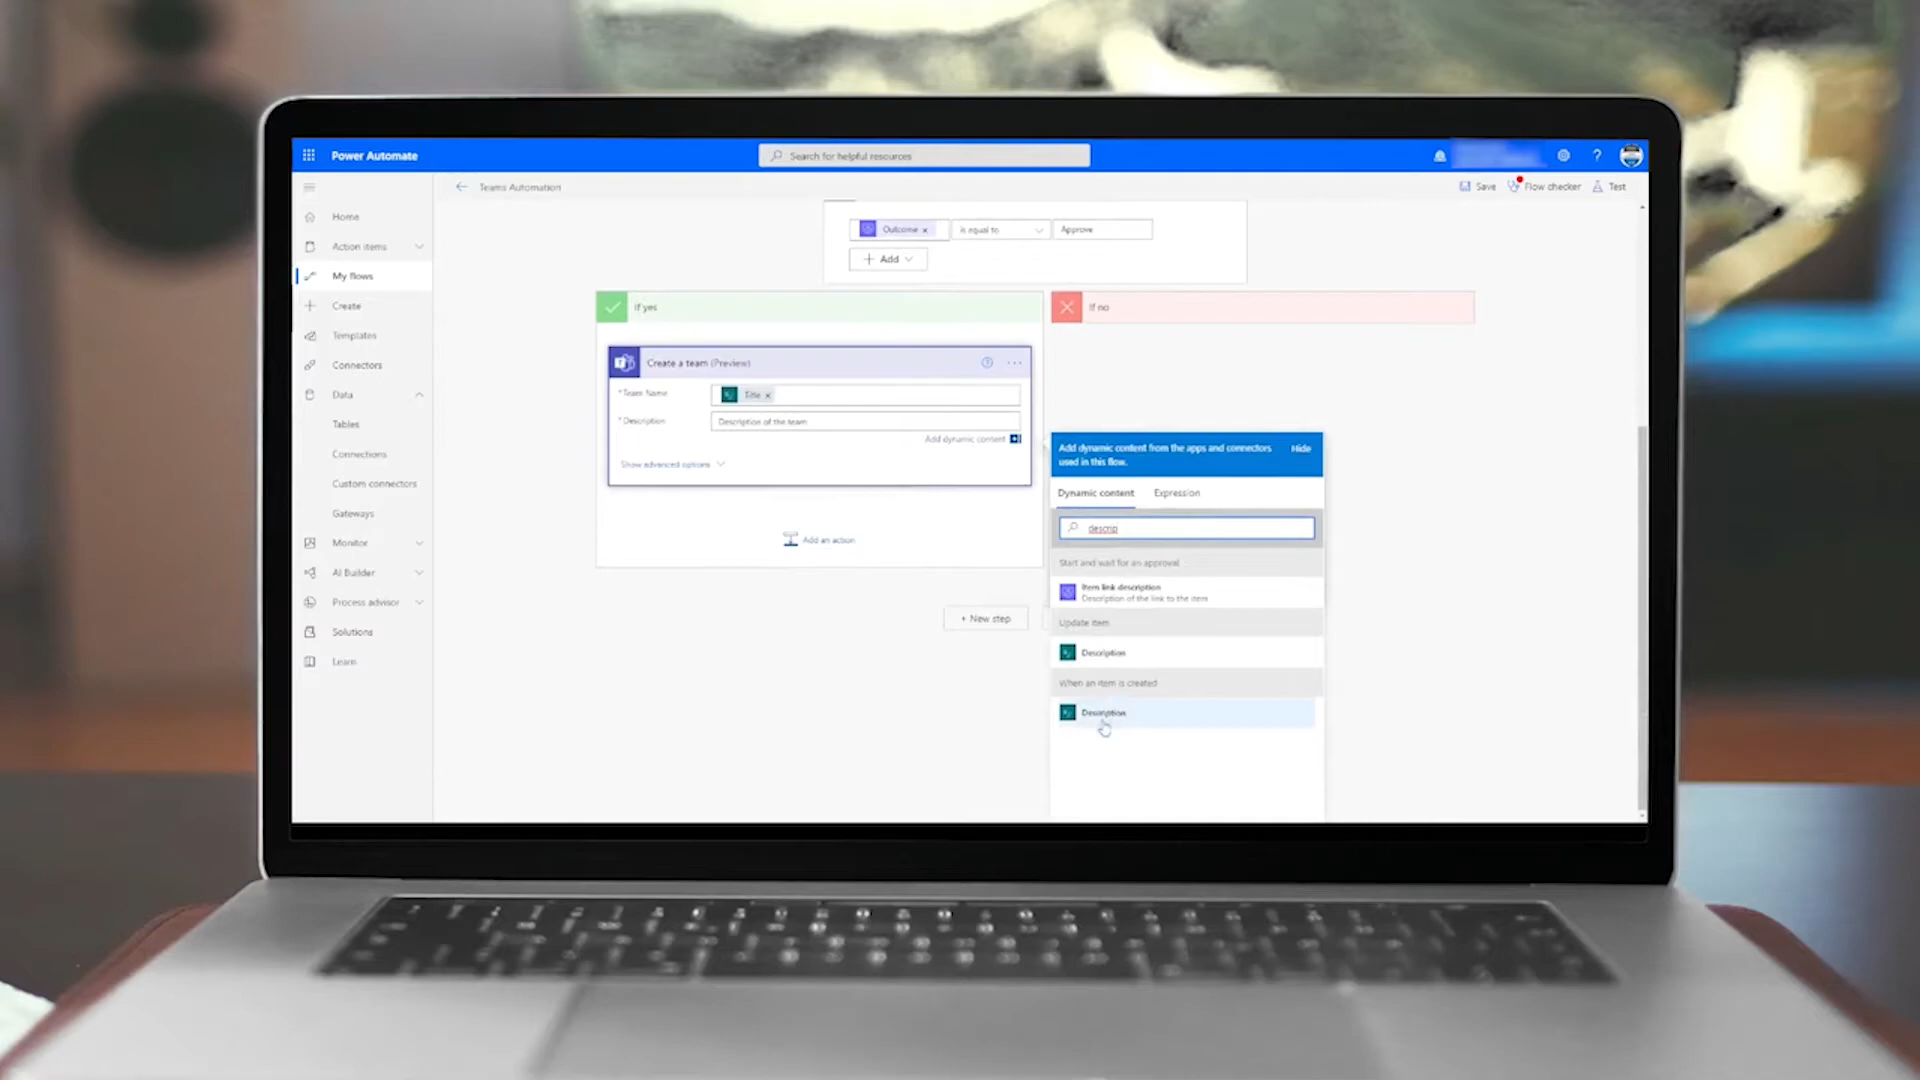 Power Automate
Search for helpful resources
Teams Automation
Save
Flow checker
Test
Home
Action items
My flows
Create
Templates
Connectors
Data
Tables
Connections
Custom connectors
Gateways
Monitor
AI Builder
Process advisor
Solutions
Learn
Outcome
is equal to
Approve
Add
If yes
If no
Create a team (Preview)
* Team Name
Title
* Description
Description of the team
Add dynamic content
Show advanced options
Add an action
+ New step
Add dynamic content from the apps and connectors
used in this flow.
Hide
Dynamic content
Expression
descrip
Start and wait for an approval
Item link description
Description of the link to the item
Update item
Description
When an item is created
Description